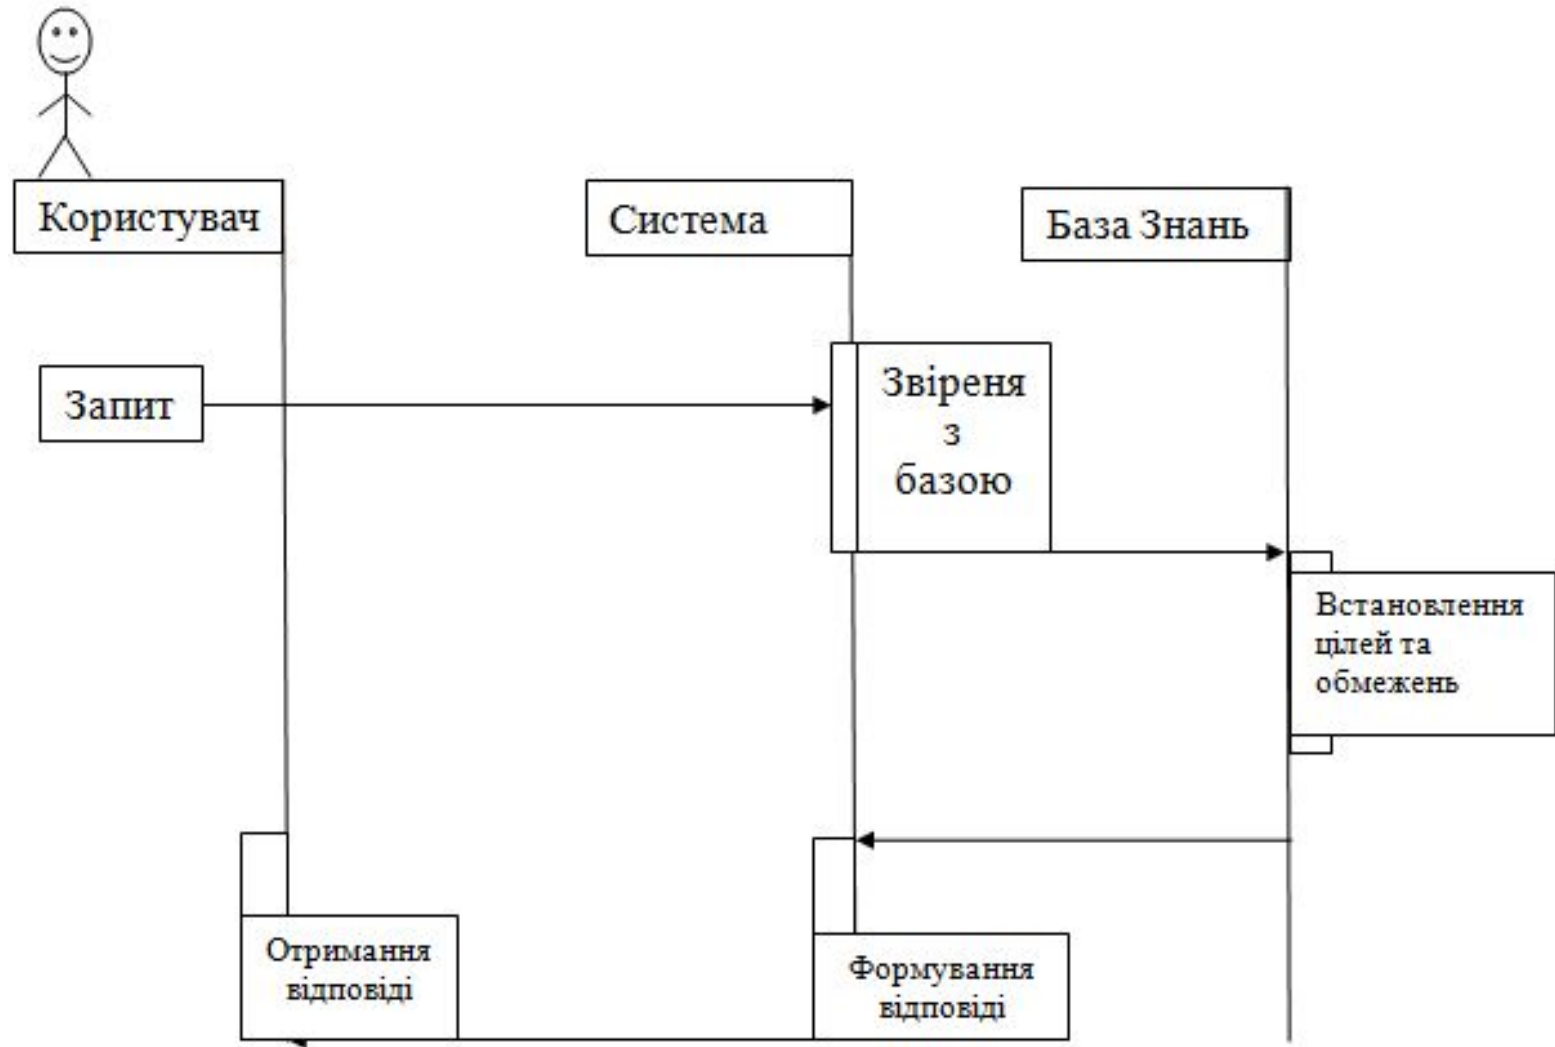 Користувач
Система
База Знань
Запит
Звіреня
з
базою
Встановлення
цілей та
обмежень
Отримання
відповіді
Формування
відповіді